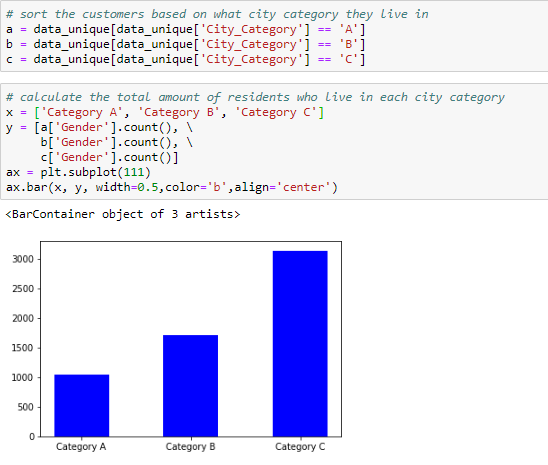 # sort the customers based on what city category they live in
a = data_unique[data_unique['City_Category'] == 'A']
b = data_unique[data_unique['City_Category'] == 'B']
c = data_unique[data_unique['City_Category'] == 'C']
# calculate the total amount of residents who live in each city category
x = ['Category A', 'Category B', 'Category C']
y = [a['Gender'].count(), \
b['Gender'].count(), \
c['Gender'].count()]
ax = plt.subplot(111)
ax.bar(x, y, width=0.5,color='b',align='center')
<BarContainer object of 3 artists>
3000
2500
2000
1500
1000
500
0
Category A Category B Category C